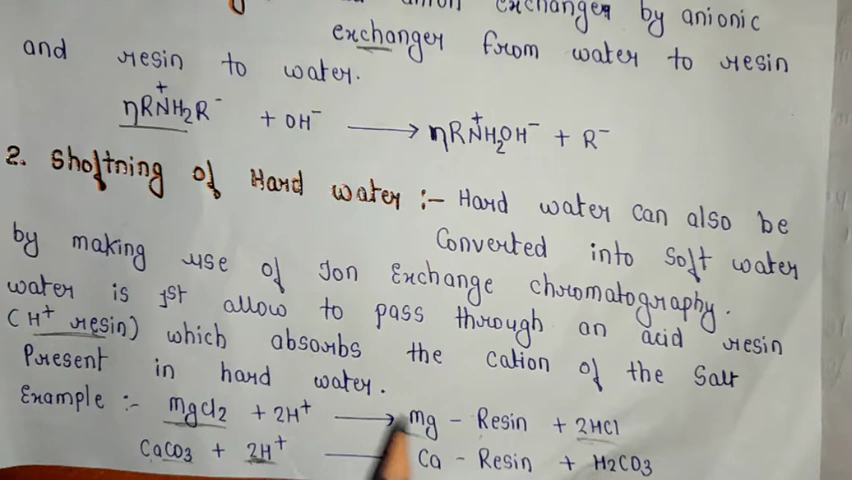 anion exchanger by anionic
exchanger from water to resin
and resin to water.
ηRN⁺H₂R⁻ + OH⁻ ⟶ ηRN⁺H₂OH⁻ + R⁻
2. Shoftning of Hard water :- Hard water can also be
Converted into soft water
by making use of Ion Exchange chromatography.
water is 1st allow to pass through an acid resin
(H⁺ resin) which absorbs the cation of the Salt
Present in hard water.
Example :- MgCl2 + 2H⁺ ⟶ Mg - Resin + 2HCl
CaCO3 + 2H⁺ ⟶ Ca - Resin + H2CO3